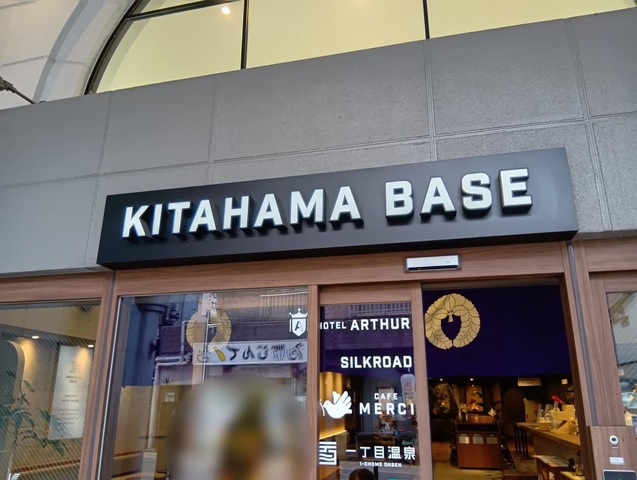 KITAHAMA BASE
HOTEL ARTHUR
SILKROAD
CAFE
MERCI
一丁目温泉
1-CHOME ONSEN